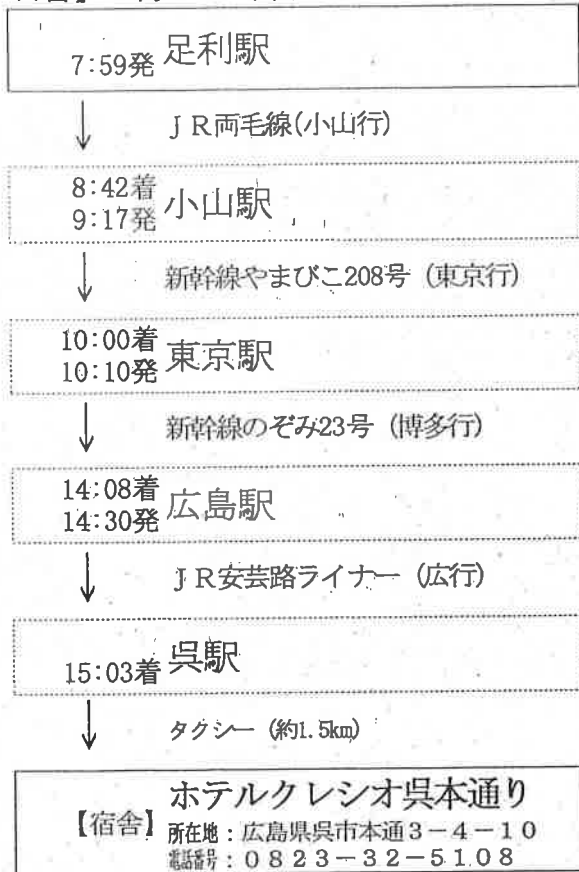 7:59発 足利駅
↓ JR両毛線(小山行)
8:42着
9:17発 小山駅
↓ 新幹線やまびこ208号 (東京行)
10:00着
10:10発 東京駅
↓ 新幹線のぞみ23号 (博多行)
14:08着
14:30発 広島駅
↓ JR安芸路ライナー (広行)
15:03着 呉駅
↓ タクシー (約1.5km)
【宿舎】 ホテルクレシオ呉本通り
所在地:広島県呉市本通3-4-10
電話番号:0823-32-5108